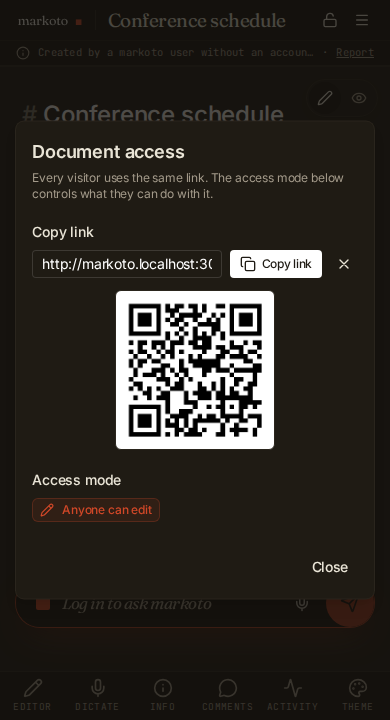 markoto
Conference schedule
Created by a markoto user without an accoun… · Report
# Conference schedule
Document access
Every visitor uses the same link. The access mode below
controls what they can do with it.
Copy link
http://markoto.localhost:30
Copy link
Access mode
Anyone can edit
Close
Log in to ask markoto
EDITOR
DICTATE
INFO
COMMENTS
ACTIVITY
THEME